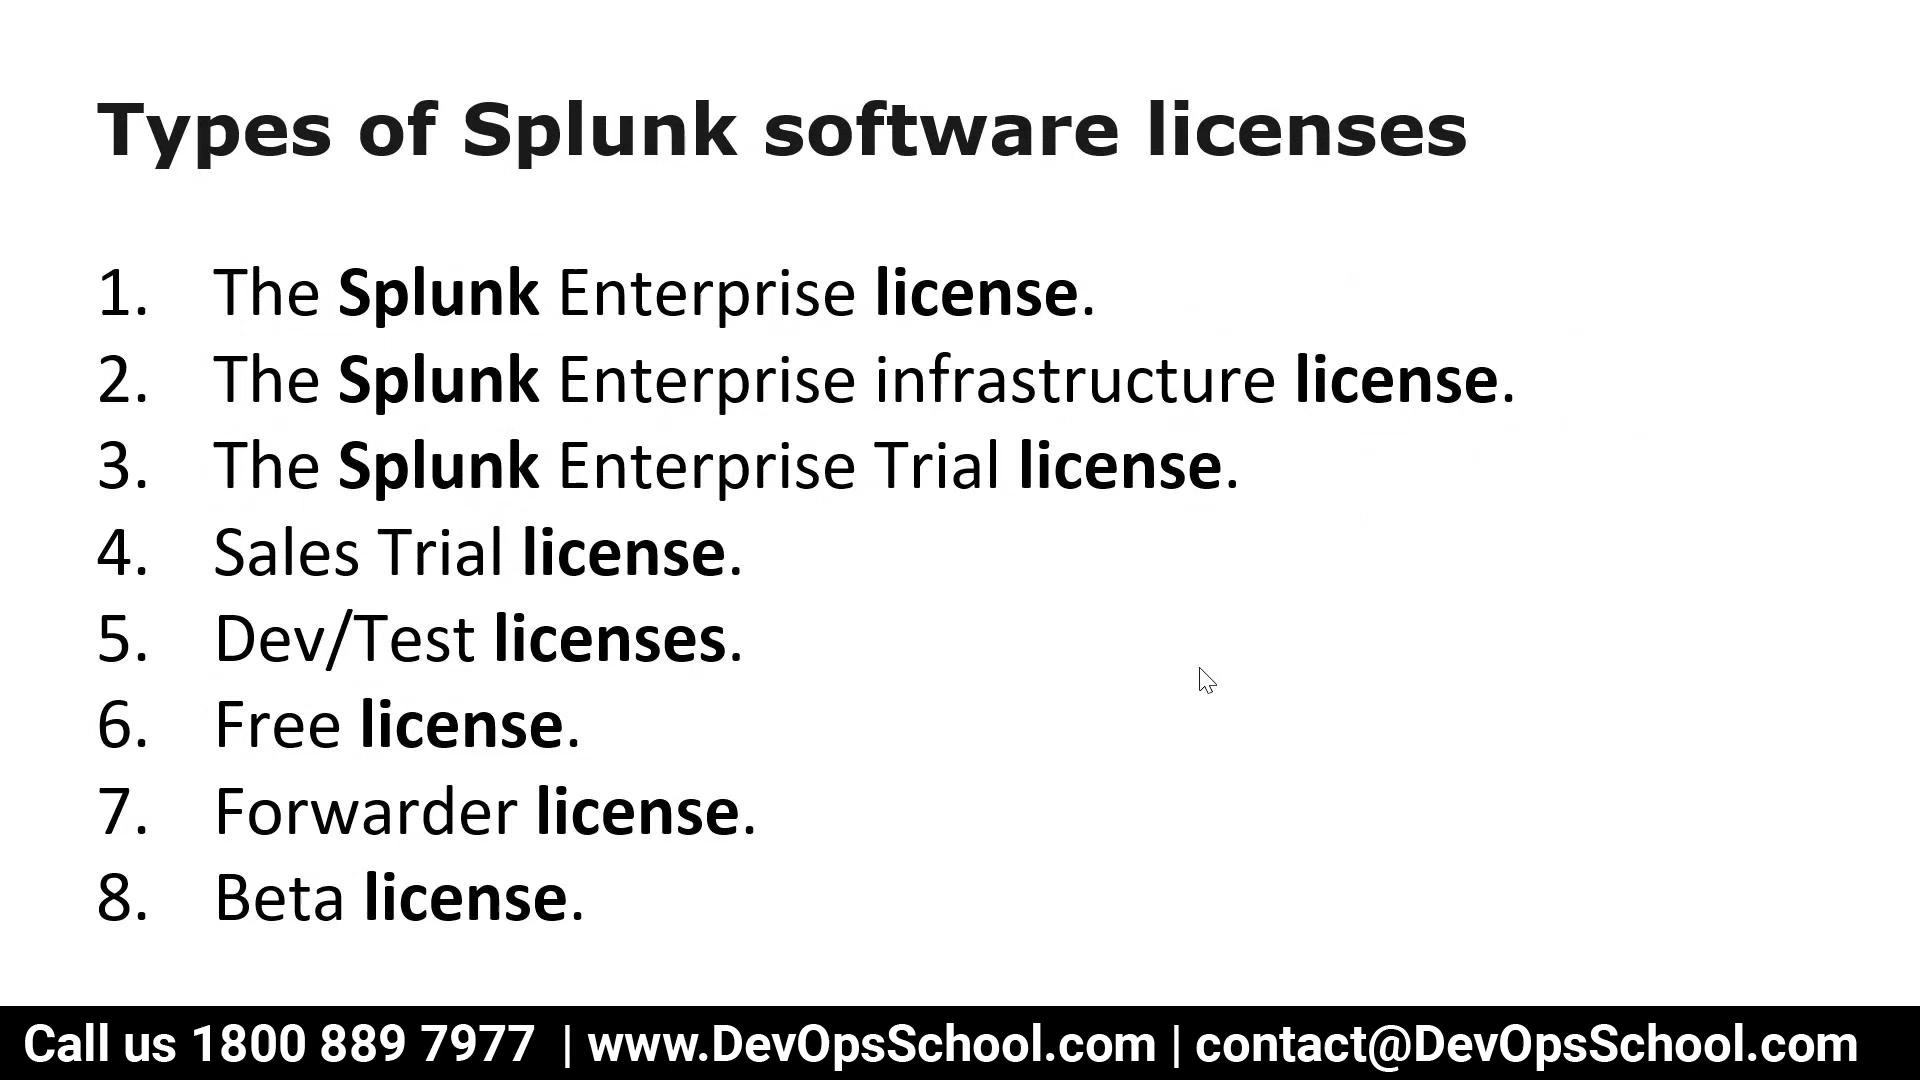 Types of Splunk software licenses
1. The Splunk Enterprise license.
2. The Splunk Enterprise infrastructure license.
3. The Splunk Enterprise Trial license.
4. Sales Trial license.
5. Dev/Test licenses.
6. Free license.
7. Forwarder license.
8. Beta license.
Call us 1800 889 7977 | www.DevOpsSchool.com | contact@DevOpsSchool.com